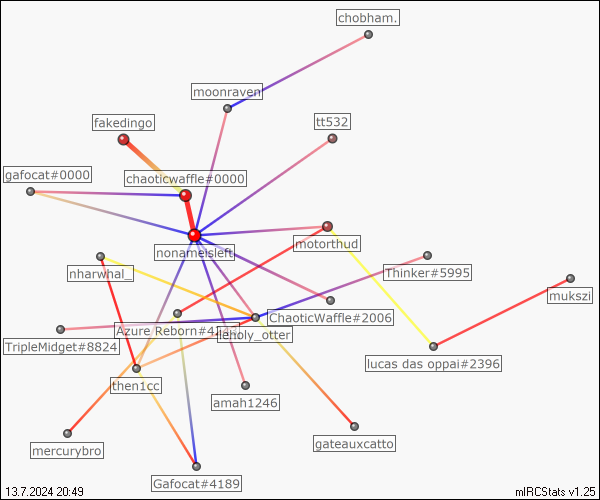 chobham.
moonraven
fakedingo
tt532
gafocat#0000
chaoticwaffle#0000
nonameisleft
motorthud
nharwhal_
Thinker#5995
mukszi
ChaoticWaffle#2006
Azure Reborn#4
_otter
TripleMidget#8824
lucas das oppai#2396
then1cc
amah1246
mercurybro
gateauxcatto
Gafocat#4189
13.7.2024 20:49
mIRCStats v1.25